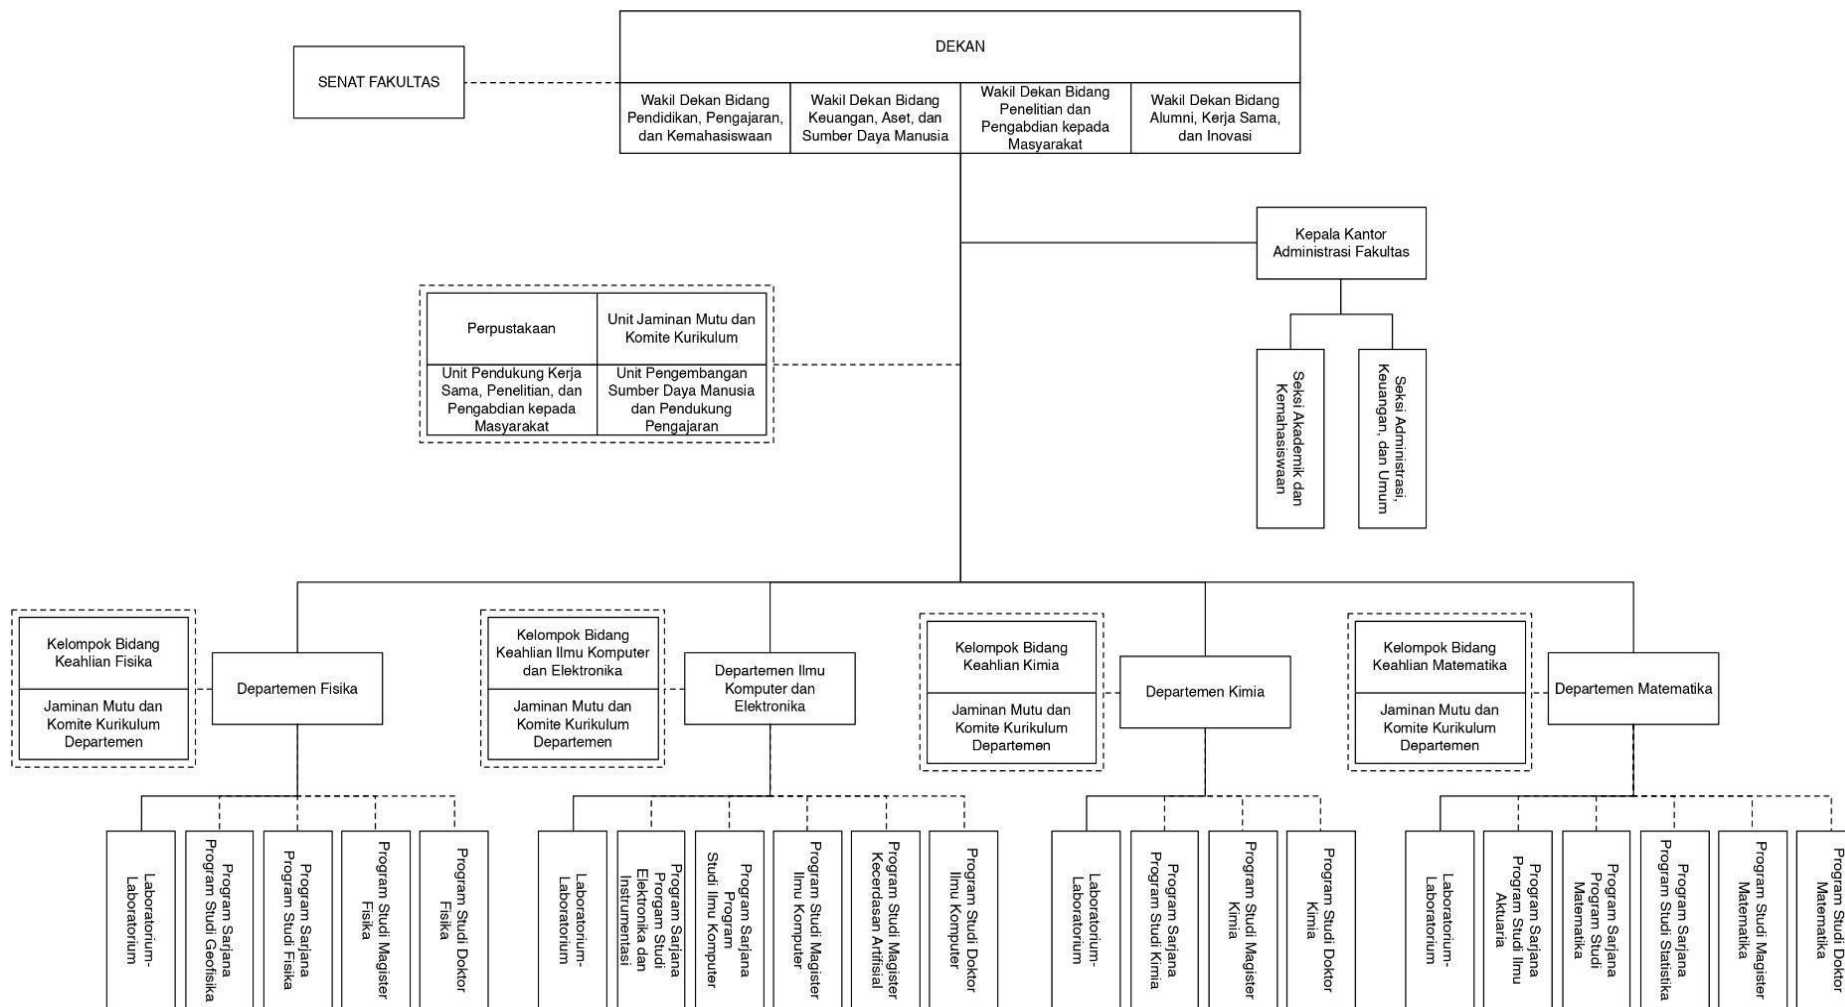 DEKAN
SENAT FAKULTAS
Wakil Dekan Bidang
Pendidikan, Pengajaran,
dan Kemahasiswaan
Wakil Dekan Bidang
Keuangan, Aset, dan
Sumber Daya Manusia
Wakil Dekan Bidang
Penelitian dan
Pengabdian kepada
Masyarakat
Wakil Dekan Bidang
Alumni, Kerja Sama,
dan Inovasi
Kepala Kantor
Administrasi Fakultas
Perpustakaan
Unit Jaminan Mutu dan
Komite Kurikulum
Unit Pendukung Kerja
Sama, Penelitian, dan
Pengabdian kepada
Masyarakat
Unit Pengembangan
Sumber Daya Manusia
dan Pendukung
Pengajaran
Seksi Akademik dan
Kemahasiswaan
Seksi Administrasi,
Keuangan, dan Umum
Kelompok Bidang
Keahlian Fisika
Jaminan Mutu dan
Komite Kurikulum
Departemen
Departemen Fisika
Kelompok Bidang
Keahlian Ilmu Komputer
dan Elektronika
Jaminan Mutu dan
Komite Kurikulum
Departemen
Departemen Ilmu
Komputer dan
Elektronika
Kelompok Bidang
Keahlian Kimia
Jaminan Mutu dan
Komite Kurikulum
Departemen
Departemen Kimia
Kelompok Bidang
Keahlian Matematika
Jaminan Mutu dan
Komite Kurikulum
Departemen
Departemen Matematika
Laboratorium-
Laboratorium
Program Sarjana
Program Studi Geofisika
Program Sarjana
Program Studi Fisika
Program Studi Magister
Fisika
Program Studi Doktor
Fisika
Laboratorium-
Laboratorium
Program Sarjana
Prorgam Studi
Elektronika dan
Instrumentasi
Program Sarjana
Program
Studi Ilmu Komputer
Program Studi Magister
Ilmu Komputer
Program Studi Magister
Kecerdasan Artifisial
Program Studi Doktor
Ilmu Komputer
Laboratorium-
Laboratorium
Program Sarjana
Program Studi Kimia
Program Studi Magister
Kimia
Program Studi Doktor
Kimia
Laboratorium-
Laboratorium
Program Sarjana
Program Studi Ilmu
Aktuaria
Program Sarjana
Program Studi
Matematika
Program Sarjana
Program Studi Statistika
Program Studi Magister
Matematika
Program Studi Doktor
Matematika